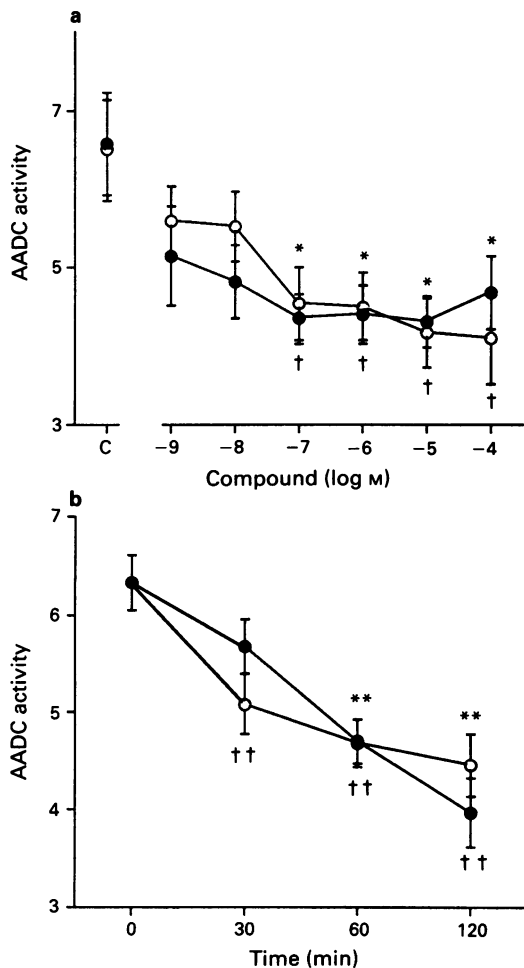 a
7
5
3
AADC activity
* * * *
† † † †
C -9 -8 -7 -6 -5 -4
Compound (log M)
b
7
6
5
4
3
AADC activity
** **
†† †† ††
0 30 60 120
Time (min)